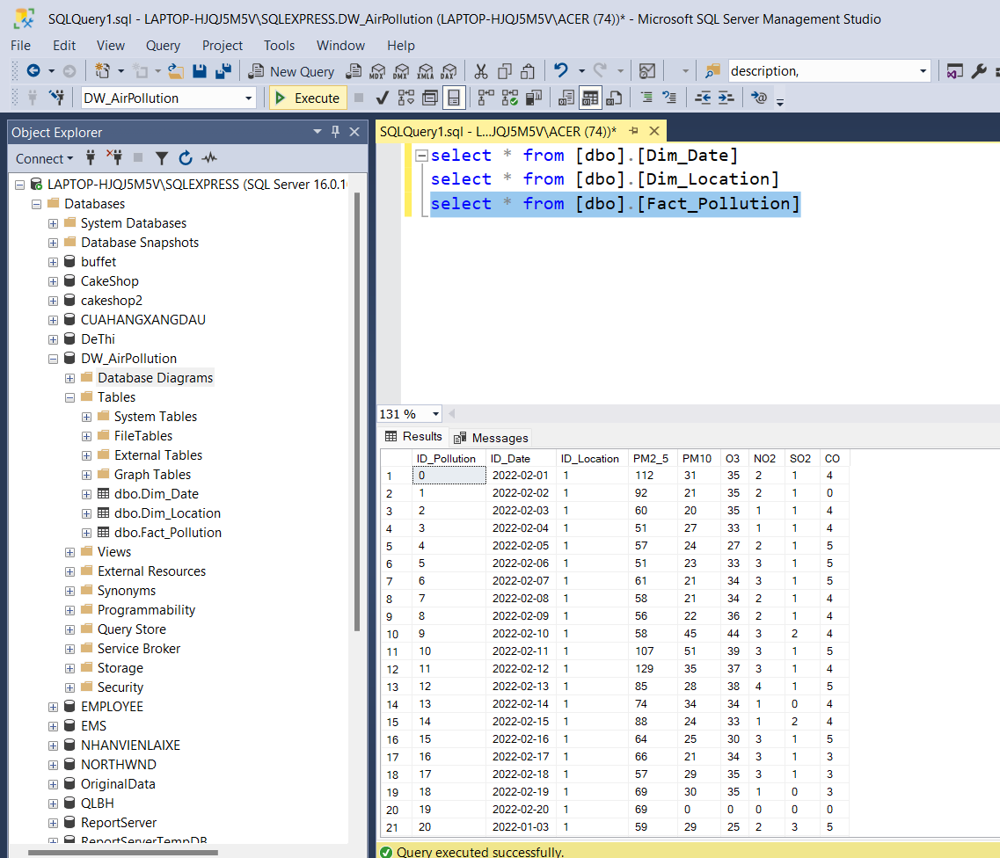 SQLQuery1.sql - LAPTOP-HJQJ5M5V\SQLEXPRESS.DW_AirPollution (LAPTOP-HJQJ5M5V\ACER (74))* - Microsoft SQL Server Management Studio
File Edit View Query Project Tools Window Help
New Query MDX DMX XMLA DAX description,
DW_AirPollution Execute
Object Explorer
Connect
LAPTOP-HJQJ5M5V\SQLEXPRESS (SQL Server 16.0.10
Databases
System Databases
Database Snapshots
buffet
CakeShop
cakeshop2
CUAHANGXANGDAU
DeThi
DW_AirPollution
Database Diagrams
Tables
System Tables
FileTables
External Tables
Graph Tables
dbo.Dim_Date
dbo.Dim_Location
dbo.Fact_Pollution
Views
External Resources
Synonyms
Programmability
Query Store
Service Broker
Storage
Security
EMPLOYEE
EMS
NHANVIENLAIXE
NORTHWND
OriginalData
QLBH
ReportServer
ReportServerTempDB
SQLQuery1.sql - L...JQJ5M5V\ACER (74))*
select * from [dbo].[Dim_Date]
select * from [dbo].[Dim_Location]
select * from [dbo].[Fact_Pollution]
131 %
Results Messages
ID_Pollution ID_Date ID_Location PM2_5 PM10 O3 NO2 SO2 CO
1 0 2022-02-01 1 112 31 35 2 1 4
2 1 2022-02-02 1 92 21 35 2 1 0
3 2 2022-02-03 1 60 20 35 1 1 4
4 3 2022-02-04 1 51 27 33 1 1 4
5 4 2022-02-05 1 57 24 27 2 1 5
6 5 2022-02-06 1 51 23 33 3 1 5
7 6 2022-02-07 1 61 21 34 3 1 5
8 7 2022-02-08 1 58 21 34 2 1 4
9 8 2022-02-09 1 56 22 36 2 1 4
10 9 2022-02-10 1 58 45 44 3 2 4
11 10 2022-02-11 1 107 51 39 3 1 5
12 11 2022-02-12 1 129 35 37 3 1 4
13 12 2022-02-13 1 85 28 38 4 1 5
14 13 2022-02-14 1 74 34 34 1 0 4
15 14 2022-02-15 1 88 24 33 1 2 4
16 15 2022-02-16 1 64 25 30 3 1 5
17 16 2022-02-17 1 66 21 34 3 1 3
18 17 2022-02-18 1 57 29 35 3 1 3
19 18 2022-02-19 1 69 30 35 1 0 3
20 19 2022-02-20 1 69 0 0 0 0 0
21 20 2022-01-03 1 59 29 25 2 3 5
Query executed successfully.